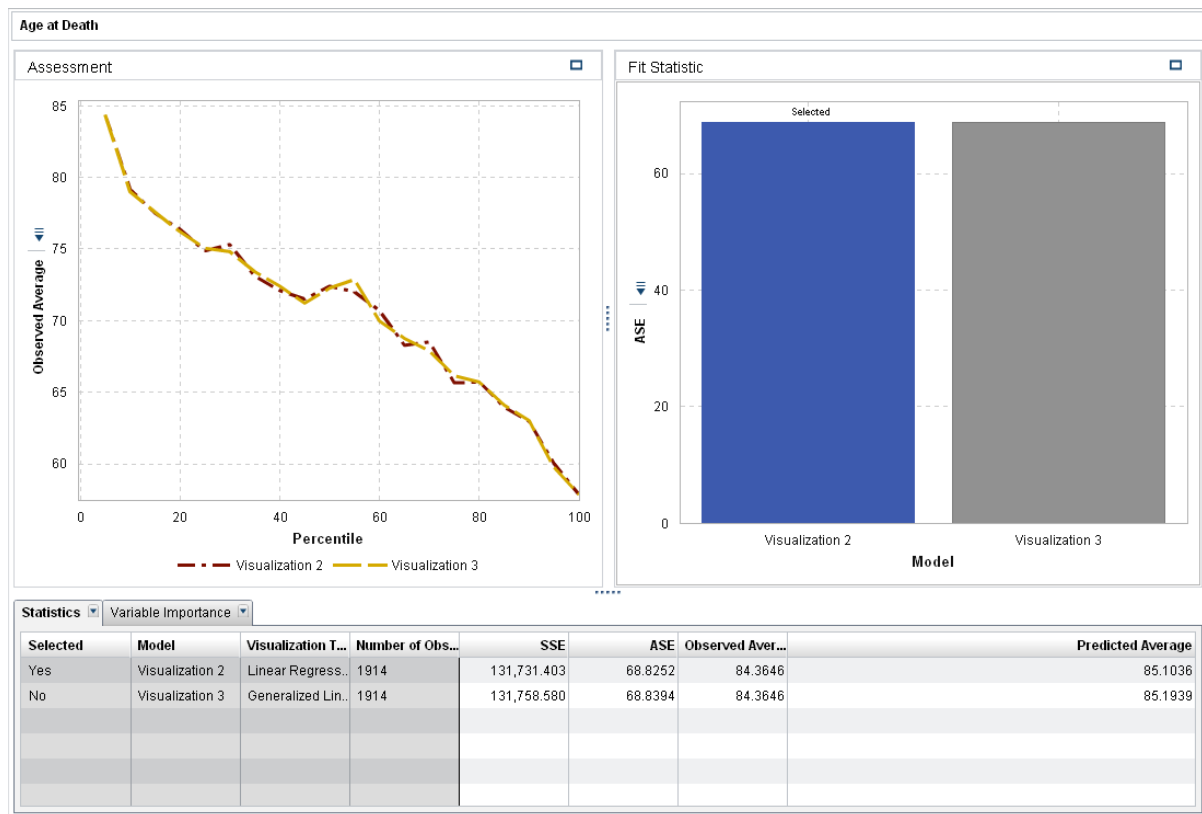 Age at Death
Assessment
85
80
75
70
65
60
Observed Average
0 20 40 60 80 100
Percentile
Visualization 2 Visualization 3
Fit Statistic
Selected
60
40
20
0
ASE
Visualization 2 Visualization 3
Model
Statistics Variable Importance
Selected Model Visualization T... Number of Obs... SSE ASE Observed Aver... Predicted Average
Yes Visualization 2 Linear Regress... 1914 131,731.403 68.8252 84.3646 85.1036
No Visualization 3 Generalized Lin... 1914 131,758.580 68.8394 84.3646 85.1939